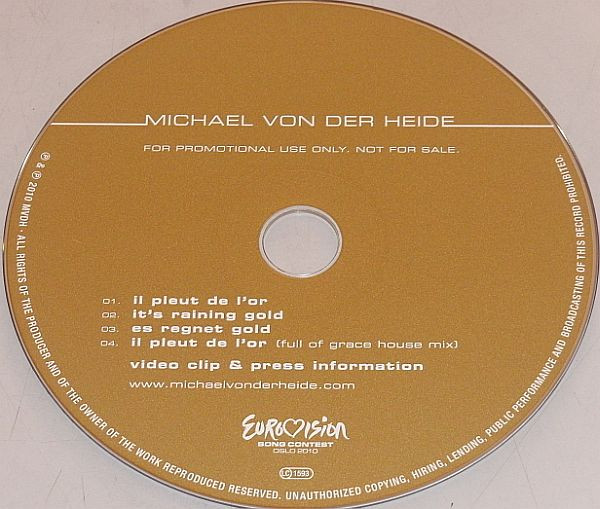 MICHAEL VON DER HEIDE
FOR PROMOTIONAL USE ONLY. NOT FOR SALE.
01. il pleut de l'or
02. it's raining gold
03. es regnet gold
04. il pleut de l'or (full of grace house mix)
video clip & press information
www.michaelvonderheide.com
EUROVISION
SONG CONTEST
OSLO 2010
LC 1593
℗ & © 2010 MVDH - ALL RIGHTS OF THE PRODUCER AND OF THE OWNER OF THE WORK REPRODUCED RESERVED. UNAUTHORIZED COPYING, HIRING, LENDING, PUBLIC PERFORMANCE AND BROADCASTING OF THIS RECORD PROHIBITED.